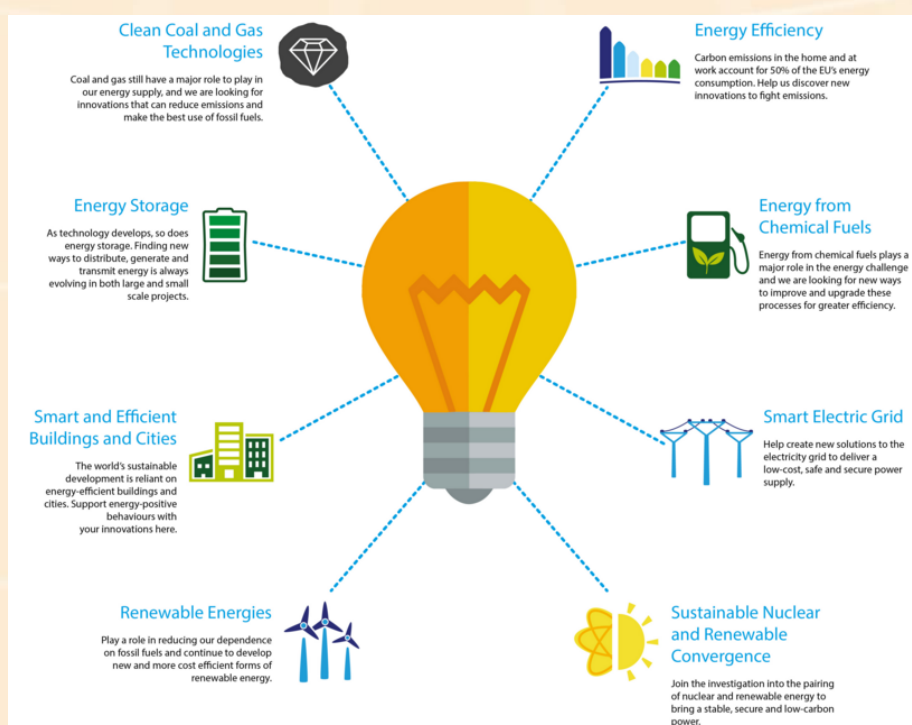 Clean Coal and Gas
Technologies
Coal and gas still have a major role to play in
our energy supply, and we are looking for
innovations that can reduce emissions and
make the best use of fossil fuels.
Energy Efficiency
Carbon emissions in the home and at
work account for 50% of the EU's energy
consumption. Help us discover new
innovations to fight emissions.
Energy Storage
As technology develops, so does
energy storage. Finding new
ways to distribute, generate and
transmit energy is always
evolving in both large and small
scale projects.
Energy from
Chemical Fuels
Energy from chemical fuels plays a
major role in the energy challenge
and we are looking for new ways
to improve and upgrade these
processes for greater efficiency.
Smart and Efficient
Buildings and Cities
The world's sustainable
development is reliant on
energy-efficient buildings and
cities. Support energy-positive
behaviours with
your innovations here.
Smart Electric Grid
Help create new solutions to the
electricity grid to deliver a
low-cost, safe and secure power
supply.
Renewable Energies
Play a role in reducing our dependence
on fossil fuels and continue to develop
new and more cost efficient forms of
renewable energy.
Sustainable Nuclear
and Renewable
Convergence
Join the investigation into the pairing
of nuclear and renewable energy to
bring a stable, secure and low-carbon
power.